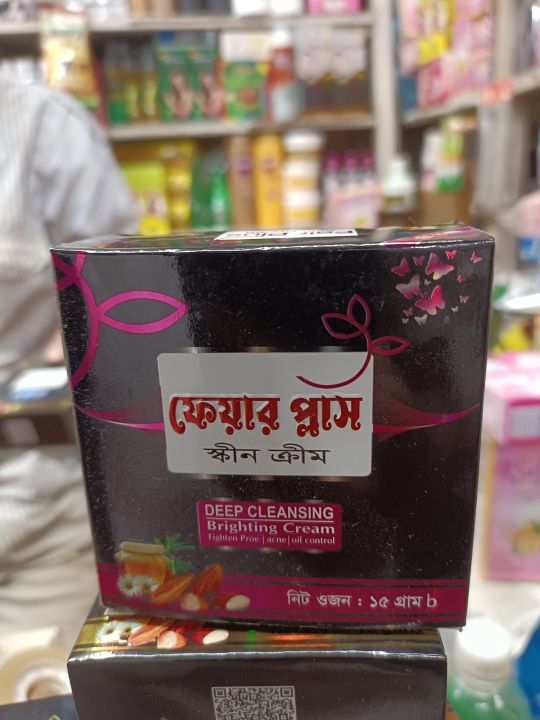 ফেয়ার প্লাস
স্কীন ক্রীম
DEEP CLEANSING
Brighting Cream
Tighten Proe | acne | oil control
নিট ওজন : ১৫ গ্রাম b